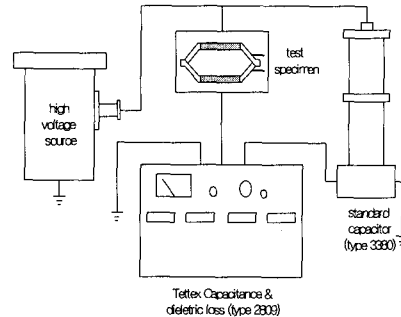 high
voltage
source
test
specimen
standard
capacitor
(type 3380)
Tettex Capacitance &
dieletric loss (type 2809)